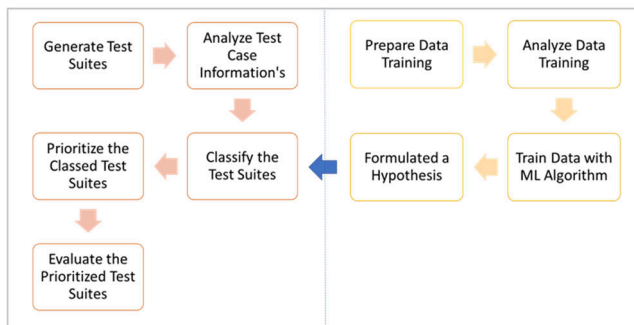 Generate Test
Suites
Analyze Test
Case
Information's
Prepare Data
Training
Analyze Data
Training
Prioritize the
Classed Test
Suites
Classify the
Test Suites
Formulated a
Hypothesis
Train Data with
ML Algorithm
Evaluate the
Prioritized Test
Suites